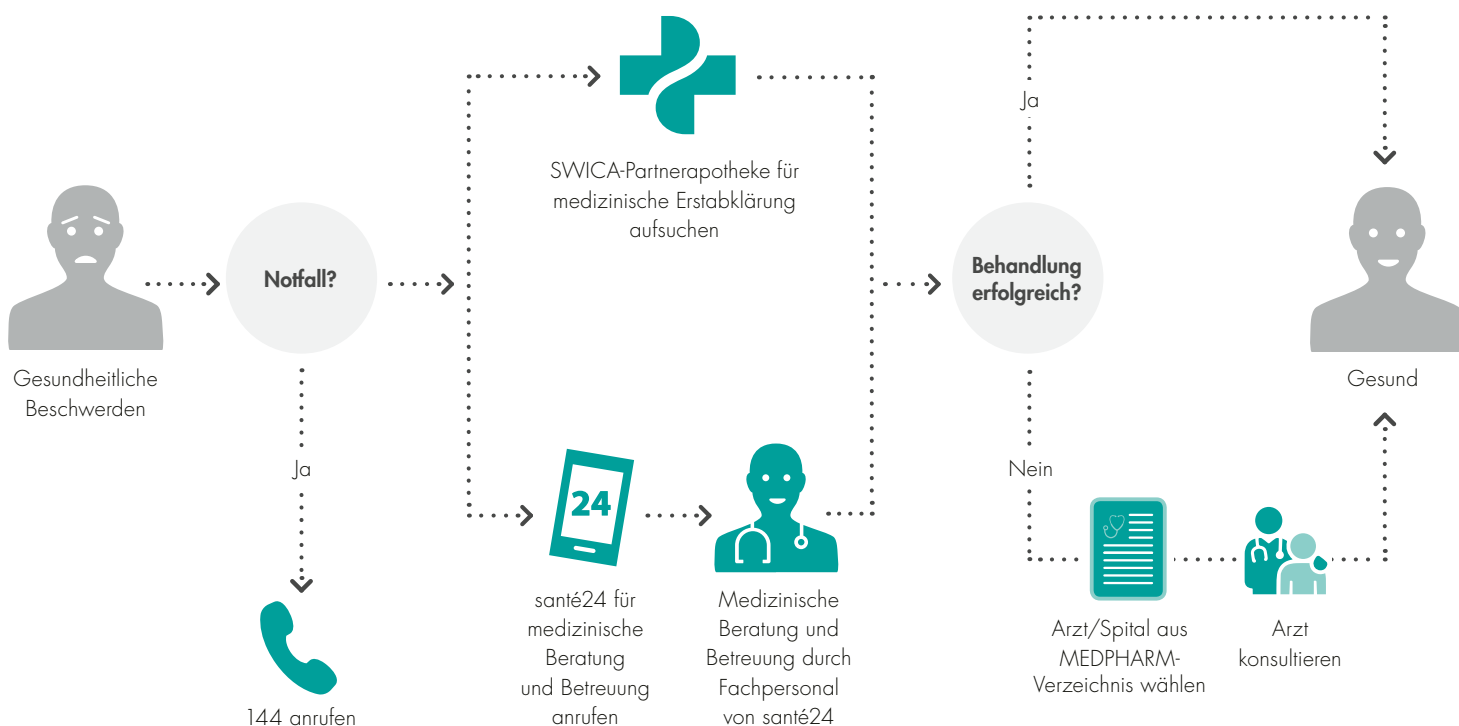 Gesundheitliche
Beschwerden
Notfall?
Ja
144 anrufen
SWICA-Partnerapotheke für
medizinische Erstabklärung
aufsuchen
24
santé24 für
medizinische
Beratung
und Betreuung
anrufen
Medizinische
Beratung und
Betreuung durch
Fachpersonal
von santé24
Behandlung
erfolgreich?
Ja
Nein
Arzt/Spital aus
MEDPHARM-
Verzeichnis wählen
Arzt
konsultieren
Gesund